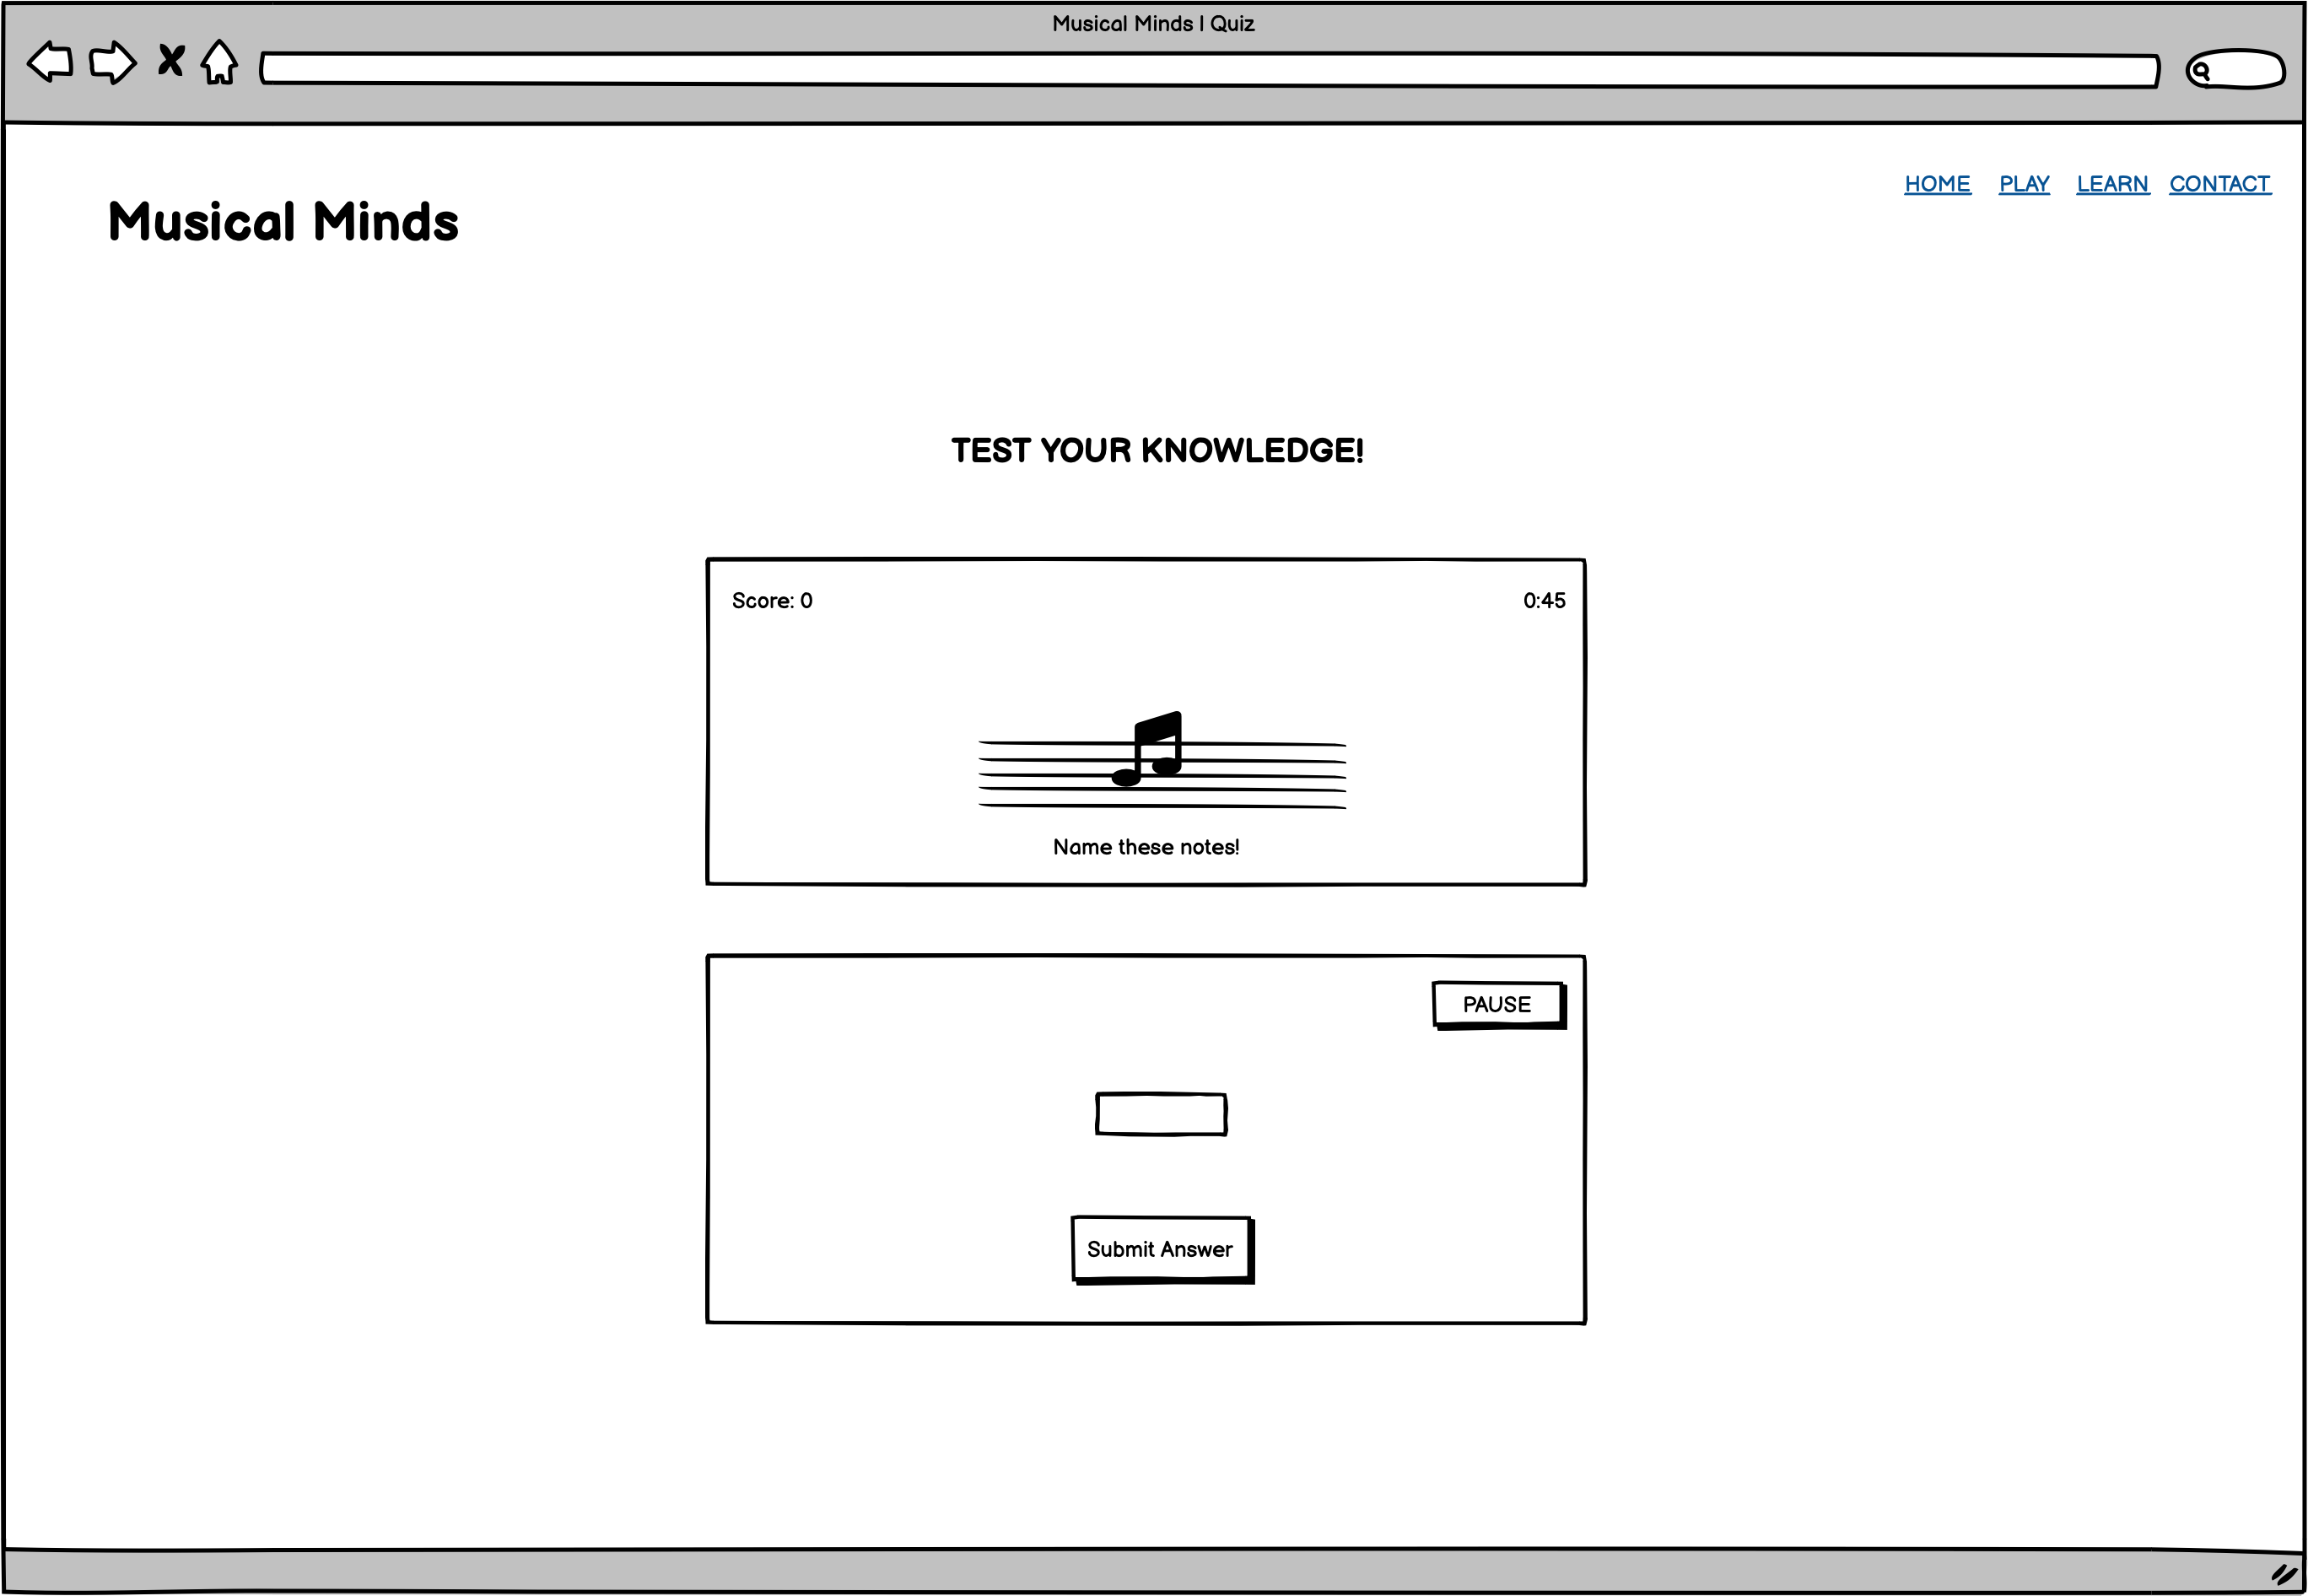 Musical Minds | Quiz
HOME PLAY LEARN CONTACT
Musical Minds
TEST YOUR KNOWLEDGE!
Score: 0 0:45
Name these notes!
PAUSE
Submit Answer